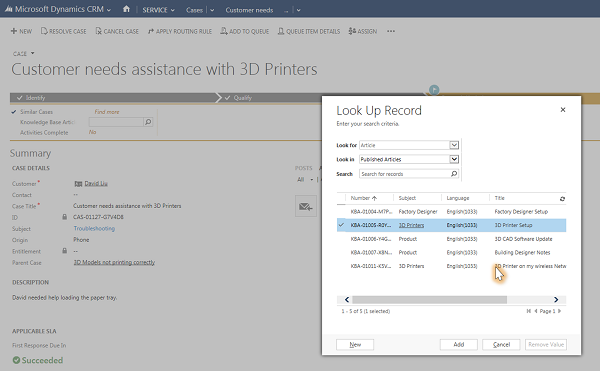 Microsoft Dynamics CRM SERVICE Cases Customer needs ...
+ NEW RESOLVE CASE CANCEL CASE APPLY ROUTING RULE ADD TO QUEUE QUEUE ITEM DETAILS ASSIGN •••
CASE
Customer needs assistance with 3D Printers
Identify Qualify
Similar Cases Find more
Knowledge Base Artic
Activities Complete No
Summary
CASE DETAILS
Customer * David Liu
Contact --
Case Title * Customer needs assistance with 3D Printers
ID CAS-01127-G7V4D8
Subject Troubleshooting
Origin Phone
Entitlement --
Parent Case 3D Models not printing correctly
DESCRIPTION
David needed help loading the paper tray.
APPLICABLE SLA
First Response Due In
Succeeded
POSTS
All
Look Up Record
Enter your search criteria.
Look for Article
Look in Published Articles
Search Search for records
Number ↑ Subject Language Title
KBA-01004-M7P... Factory Designer English(1033) Factory Designer Setup
KBA-01005-R0Y... 3D Printers English(1033) 3D Printer Setup
KBA-01006-Y4G... Product English(1033) 3D CAD Software Update
KBA-01007-X8N... Product English(1033) Building Designer Notes
KBA-01011-K5V... 3D Printers English(1033) 3D Printer on my wireless Netw
1 - 5 of 5 (1 selected) Page 1
New Add Cancel Remove Value